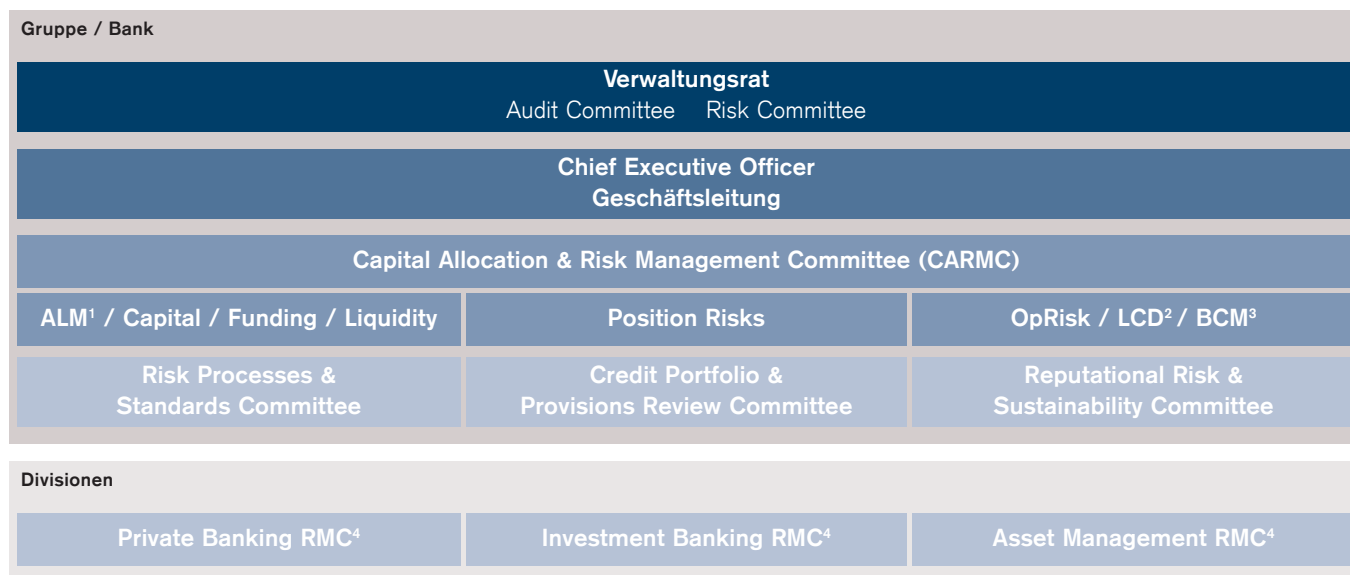 Gruppe / Bank
Verwaltungsrat
Audit Committee Risk Committee
Chief Executive Officer
Geschäftsleitung
Capital Allocation & Risk Management Committee (CARMC)
ALM¹ / Capital / Funding / Liquidity
Position Risks
OpRisk / LCD² / BCM³
Risk Processes &
Standards Committee
Credit Portfolio &
Provisions Review Committee
Reputational Risk &
Sustainability Committee
Divisionen
Private Banking RMC⁴
Investment Banking RMC⁴
Asset Management RMC⁴